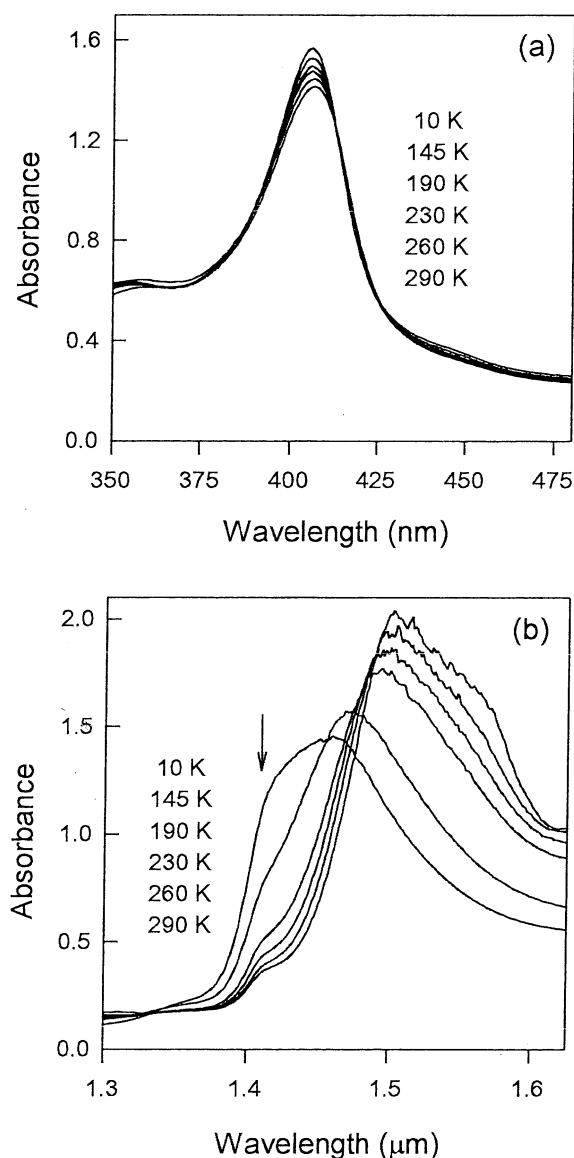 (a)
1.6
1.2
0.8
0.4
0.0
Absorbance
10 K
145 K
190 K
230 K
260 K
290 K
350
375
400
425
450
475
Wavelength (nm)
(b)
2.0
1.5
1.0
0.5
0.0
Absorbance
10 K
145 K
190 K
230 K
260 K
290 K
1.3
1.4
1.5
1.6
Wavelength (μm)